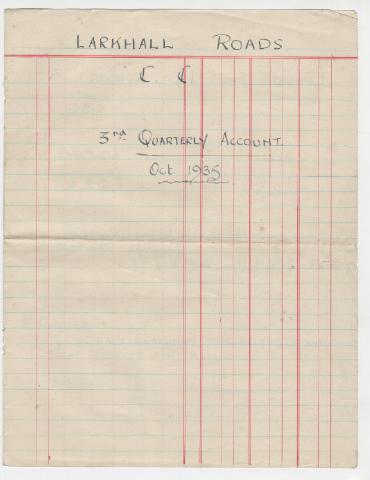 LARKHALL ROADS
C. C.
3rd QUARTERLY ACCOUNT.
Oct 1935